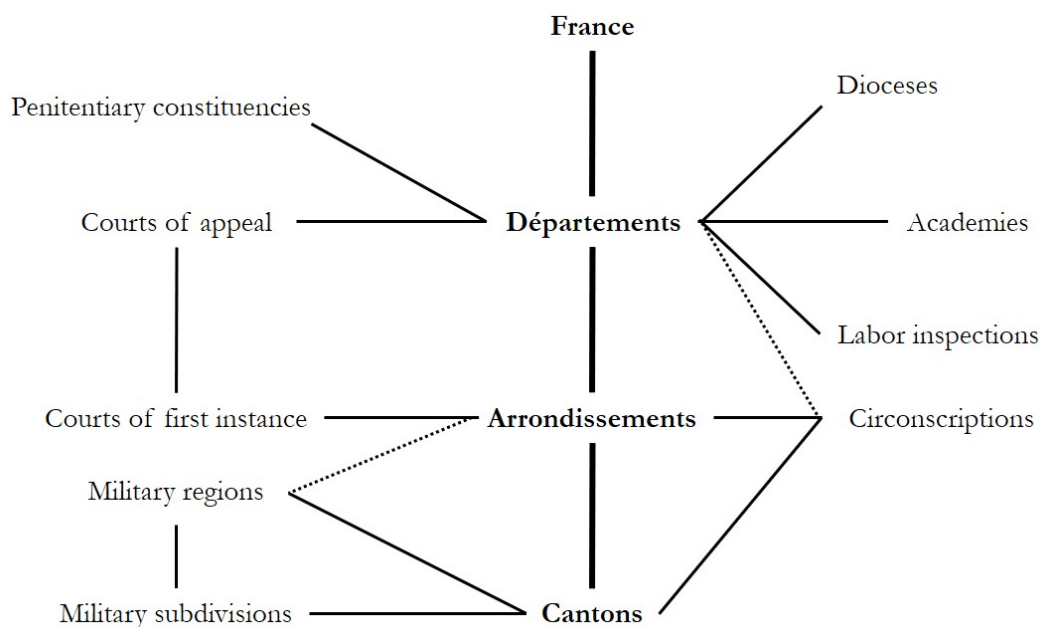 France
Dioceses
Penitentiary constituencies
Courts of appeal
Départements
Academies
Labor inspections
Courts of first instance
Arrondissements
Circonscriptions
Military regions
Military subdivisions
Cantons